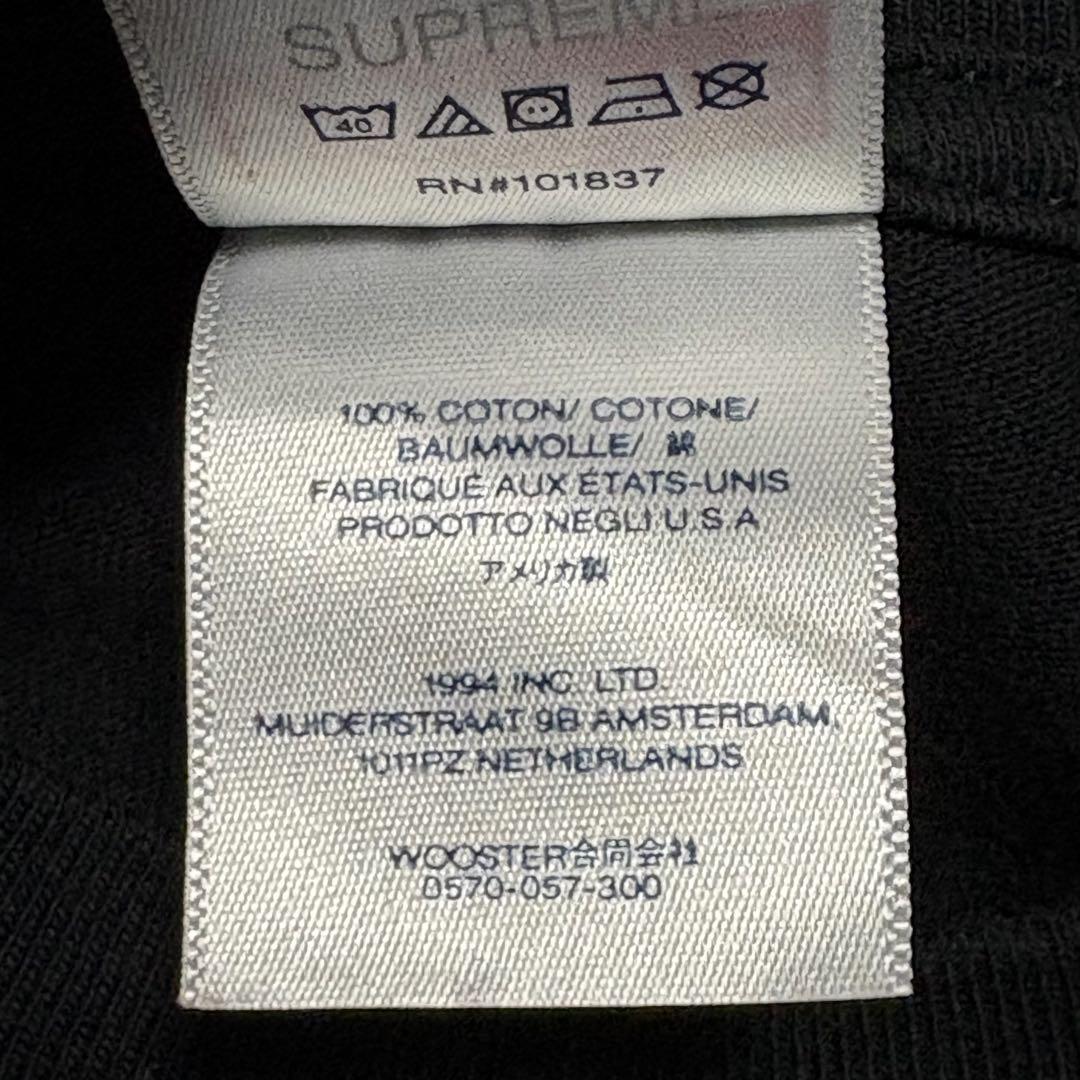 SUPREME
40
RN#101837
100% COTON/ COTONE/
BAUMWOLLE/ 綿
FABRIQUÉ AUX ÉTATS-UNIS
PRODOTTO NEGLI U.S.A
アメリカ製
1994 INC. LTD.
MUIDERSTRAAT 9B AMSTERDAM,
1011PZ NETHERLANDS
WOOSTER合同会社
0570-057-300